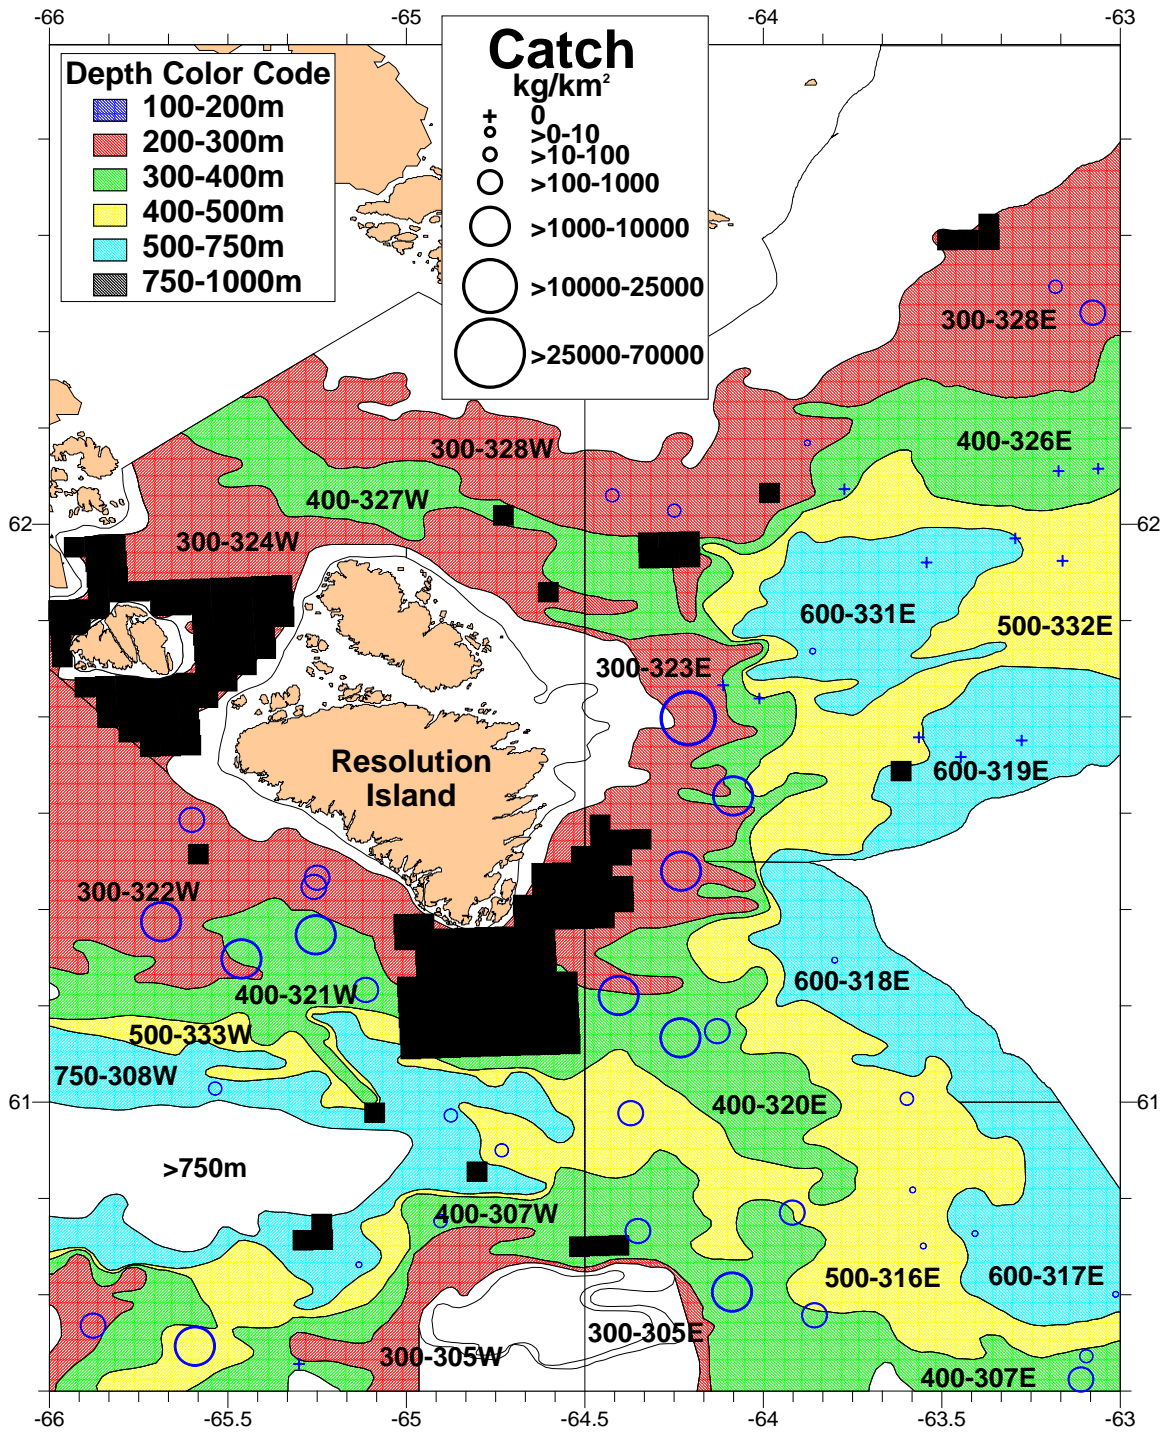 -66
-65
-64
-63
Depth Color Code
100-200m
200-300m
300-400m
400-500m
500-750m
750-1000m
Catch
kg/km²
0
>0-10
>10-100
>100-1000
>1000-10000
>10000-25000
>25000-70000
300-328E
400-326E
300-328W
400-327W
62
62
300-324W
600-331E
500-332E
300-323E
Resolution
Island
600-319E
300-322W
600-318E
400-321W
500-333W
750-308W
61
61
400-320E
>750m
400-307W
500-316E
600-317E
300-305E
300-305W
400-307E
-66
-65.5
-65
-64.5
-64
-63.5
-63